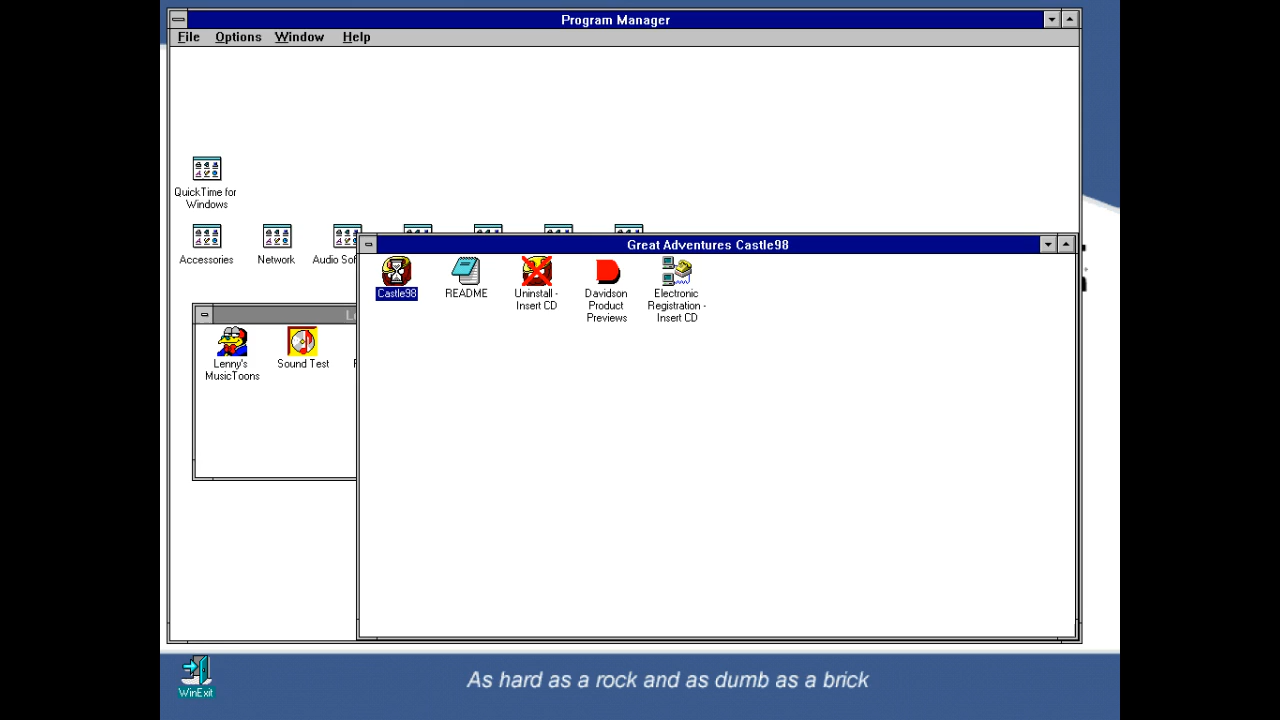 Program Manager
File Options Window Help
QuickTime for
Windows
Accessories
Network
Great Adventures Castle98
Castle98
README
Uninstall -
Insert CD
Davidson
Product
Previews
Electronic
Registration -
Insert CD
Lenny's
MusicToons
Sound Test
WinExit
As hard as a rock and as dumb as a brick